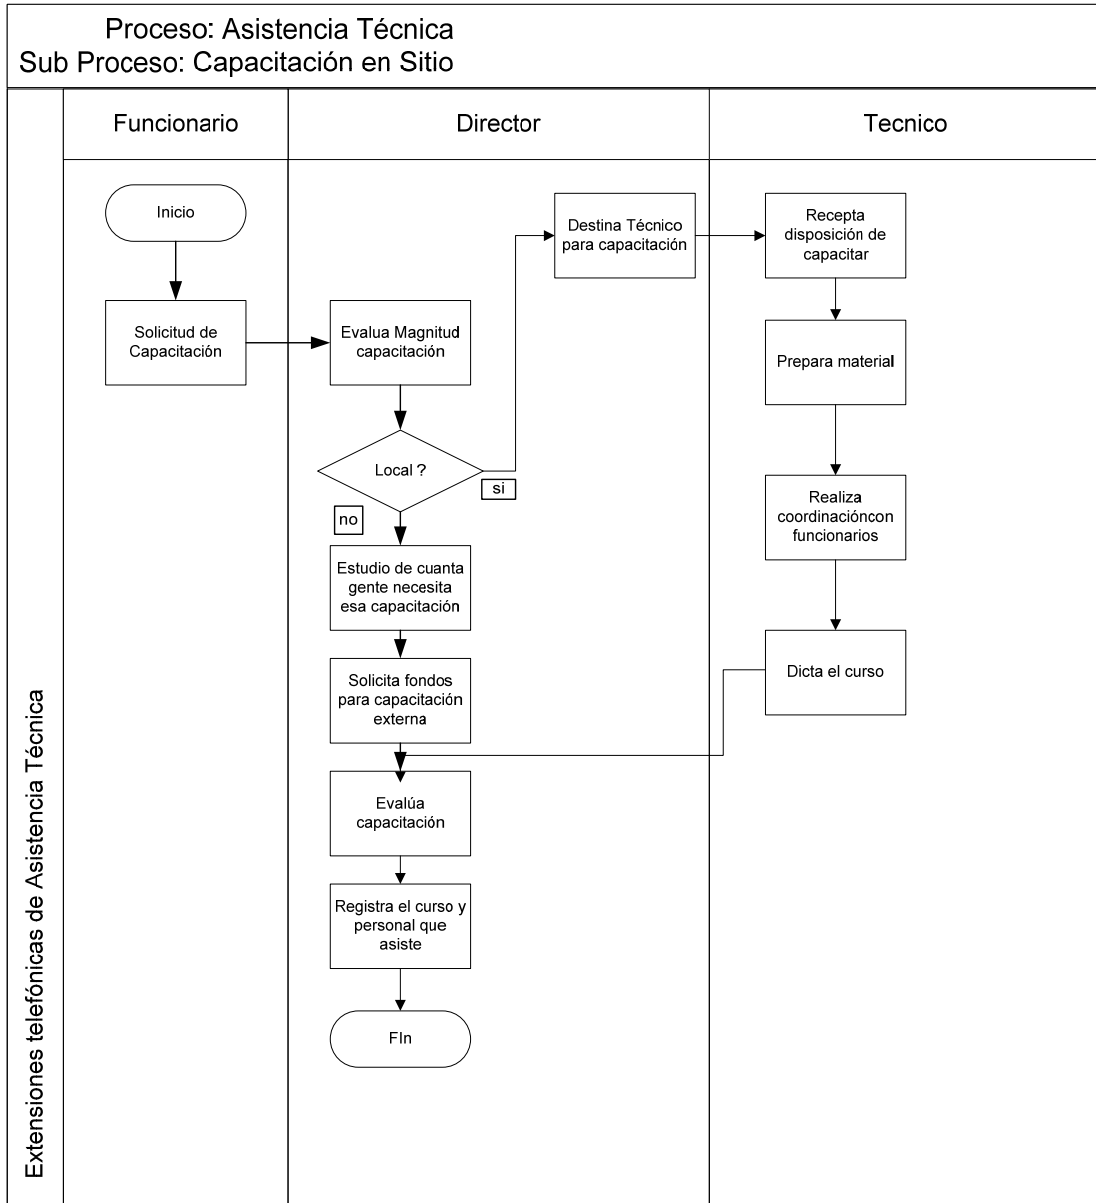 Proceso: Asistencia Técnica
Sub Proceso: Capacitación en Sitio
Extensiones telefónicas de Asistencia Técnica
Funcionario
Director
Tecnico
Inicio
Solicitud de
Capacitación
Evalua Magnitud
capacitación
Local ?
si
no
Destina Técnico
para capacitación
Recepta
disposición de
capacitar
Prepara material
Realiza
coordinacióncon
funcionarios
Dicta el curso
Estudio de cuanta
gente necesita
esa capacitación
Solicita fondos
para capacitación
externa
Evalúa
capacitación
Registra el curso y
personal que
asiste
FIn